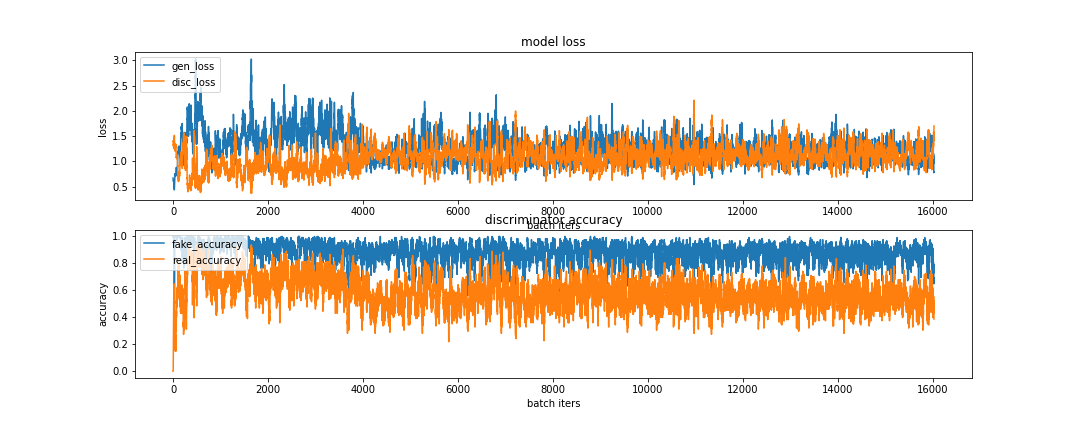 model loss
3.0
2.5
2.0
1.5
1.0
0.5
loss
gen_loss
disc_loss
0 2000 4000 6000 8000 10000 12000 14000 16000
batch iters
discriminator accuracy
1.0
0.8
0.6
0.4
0.2
0.0
accuracy
fake_accuracy
real_accuracy
0 2000 4000 6000 8000 10000 12000 14000 16000
batch iters